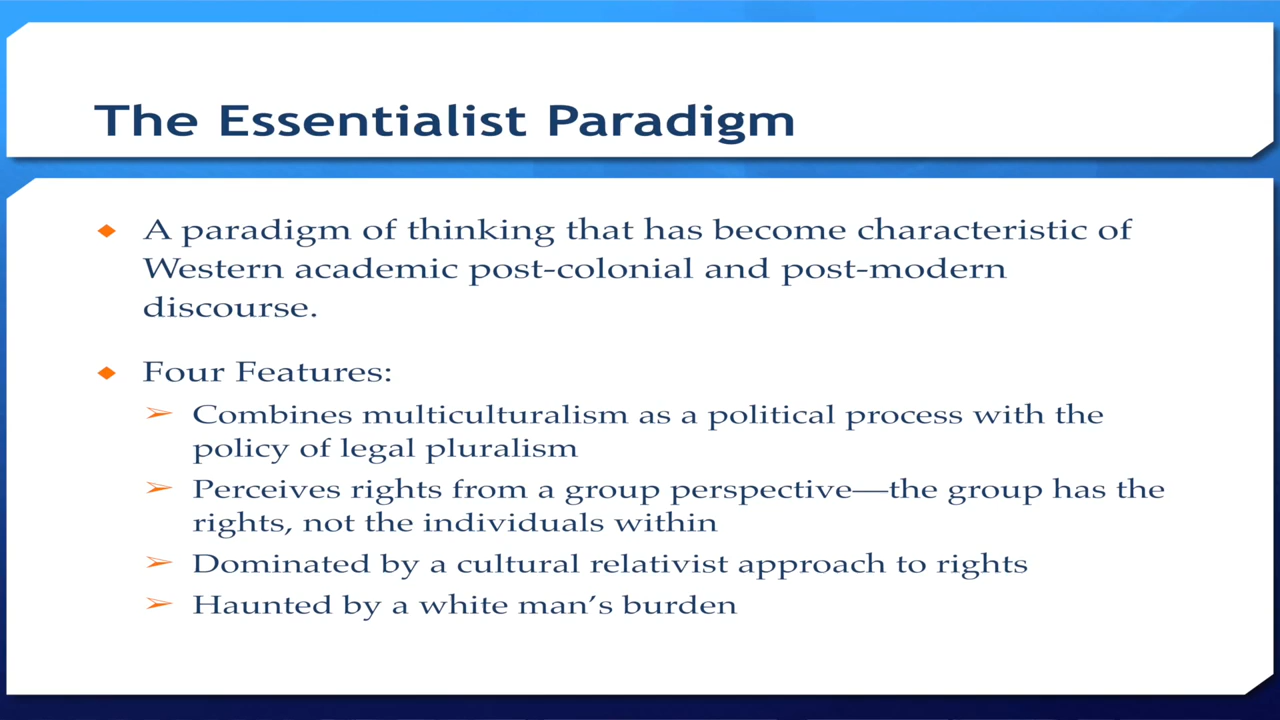 The Essentialist Paradigm
A paradigm of thinking that has become characteristic of
Western academic post-colonial and post-modern
discourse.
Four Features:
Combines multiculturalism as a political process with the
policy of legal pluralism
Perceives rights from a group perspective—the group has the
rights, not the individuals within
Dominated by a cultural relativist approach to rights
Haunted by a white man’s burden